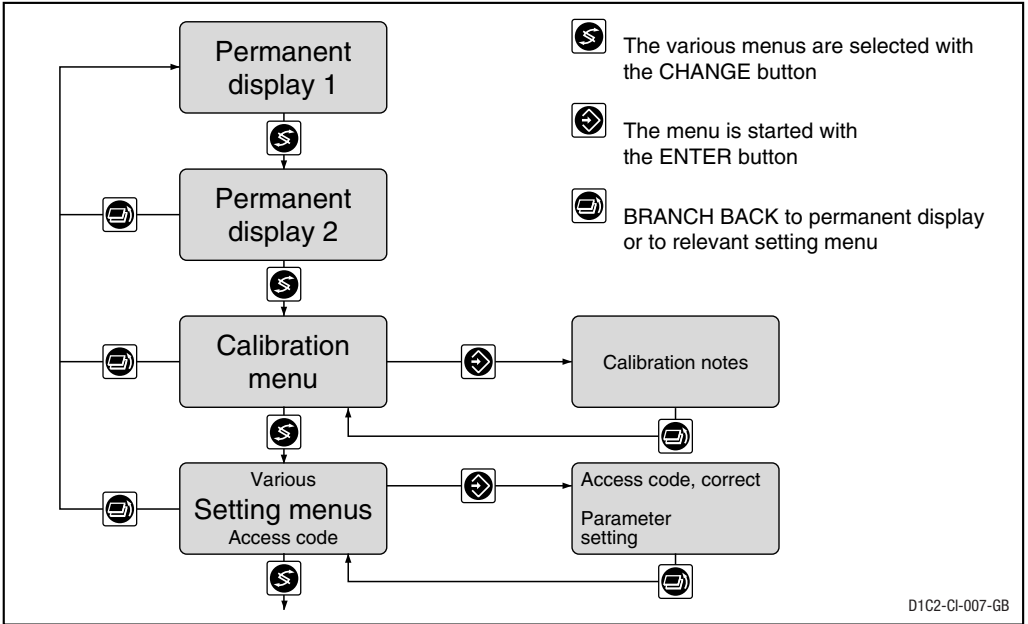 Permanent
display 1
The various menus are selected with
the CHANGE button
The menu is started with
the ENTER button
Permanent
display 2
BRANCH BACK to permanent display
or to relevant setting menu
Calibration
menu
Calibration notes
Various
Setting menus
Access code
Access code, correct
Parameter
setting
D1C2-CI-007-GB